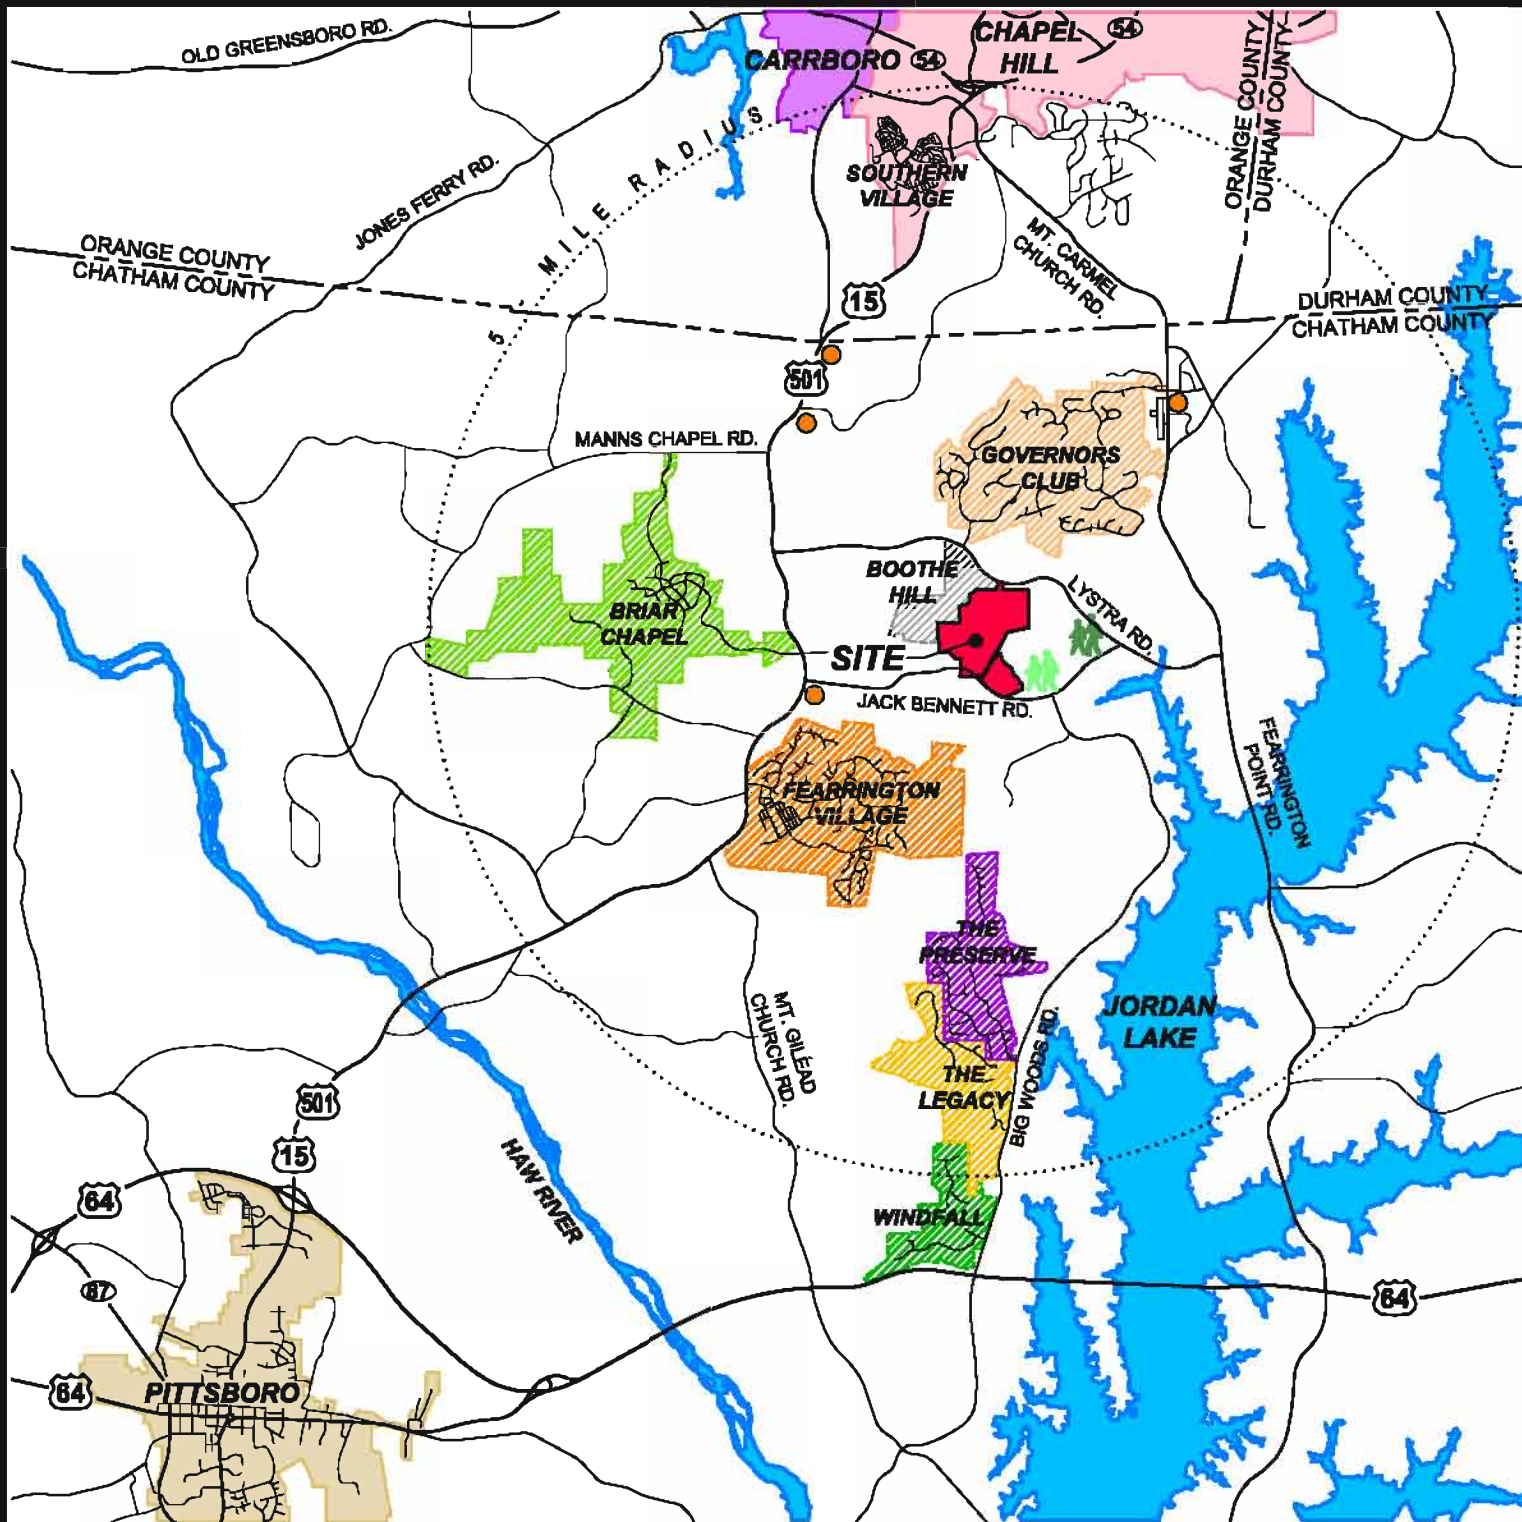 OLD GREENSBORO RD.
CARRBORO
54
CHAPEL
HILL
54
ORANGE COUNTY
DURHAM COUNTY
5 MILE RADIUS
JONES FERRY RD.
SOUTHERN
VILLAGE
MT. CARMEL
CHURCH RD.
ORANGE COUNTY
CHATHAM COUNTY
15
DURHAM COUNTY
CHATHAM COUNTY
501
MANNS CHAPEL RD.
GOVERNORS
CLUB
BOOTHE
HILL
LYSTRA RD.
BRIAR
CHAPEL
SITE
JACK BENNETT RD.
FEARRINGTON
POINT RD.
FEARRINGTON
VILLAGE
THE
PRESERVE
MT. GILEAD
CHURCH RD.
JORDAN
LAKE
THE
LEGACY
BIG WOODS RD.
501
15
HAW RIVER
64
WINDFALL
87
64
64
PITTSBORO